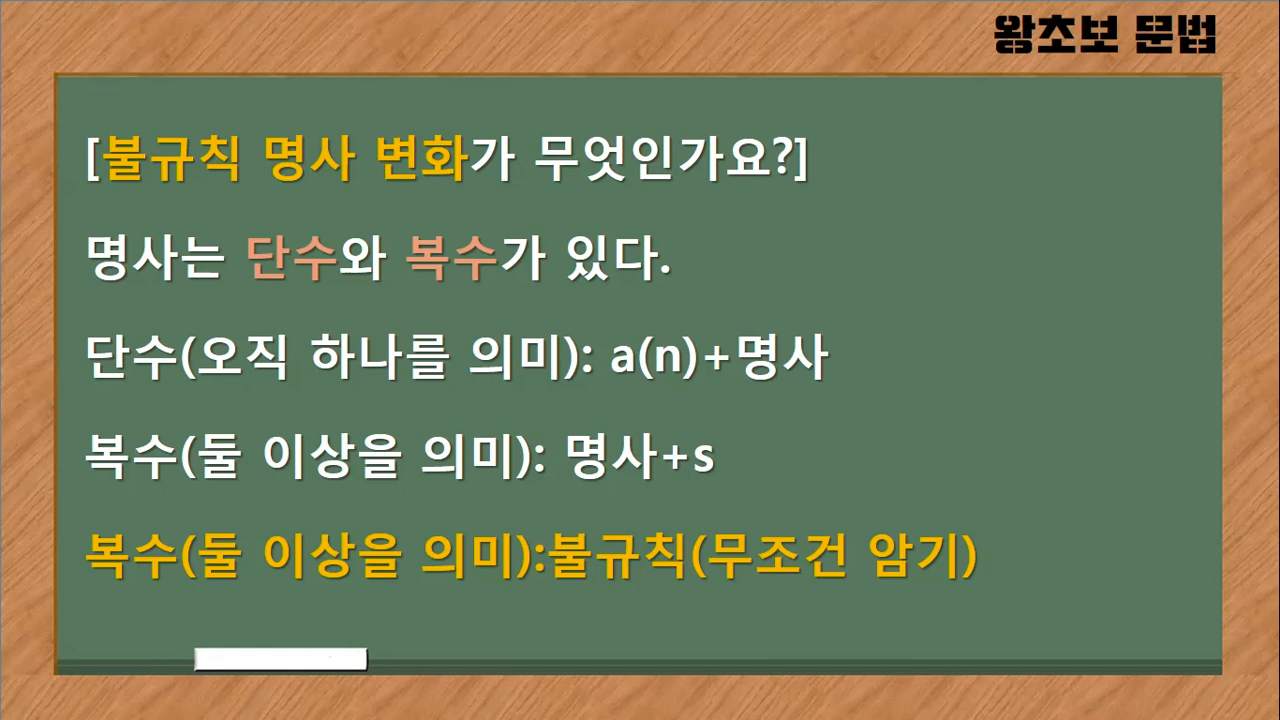 왕초보 문법
[불규칙 명사 변화가 무엇인가요?]
명사는 단수와 복수가 있다.
단수(오직 하나를 의미): a(n)+명사
복수(둘 이상을 의미): 명사+s
복수(둘 이상을 의미):불규칙(무조건 암기)